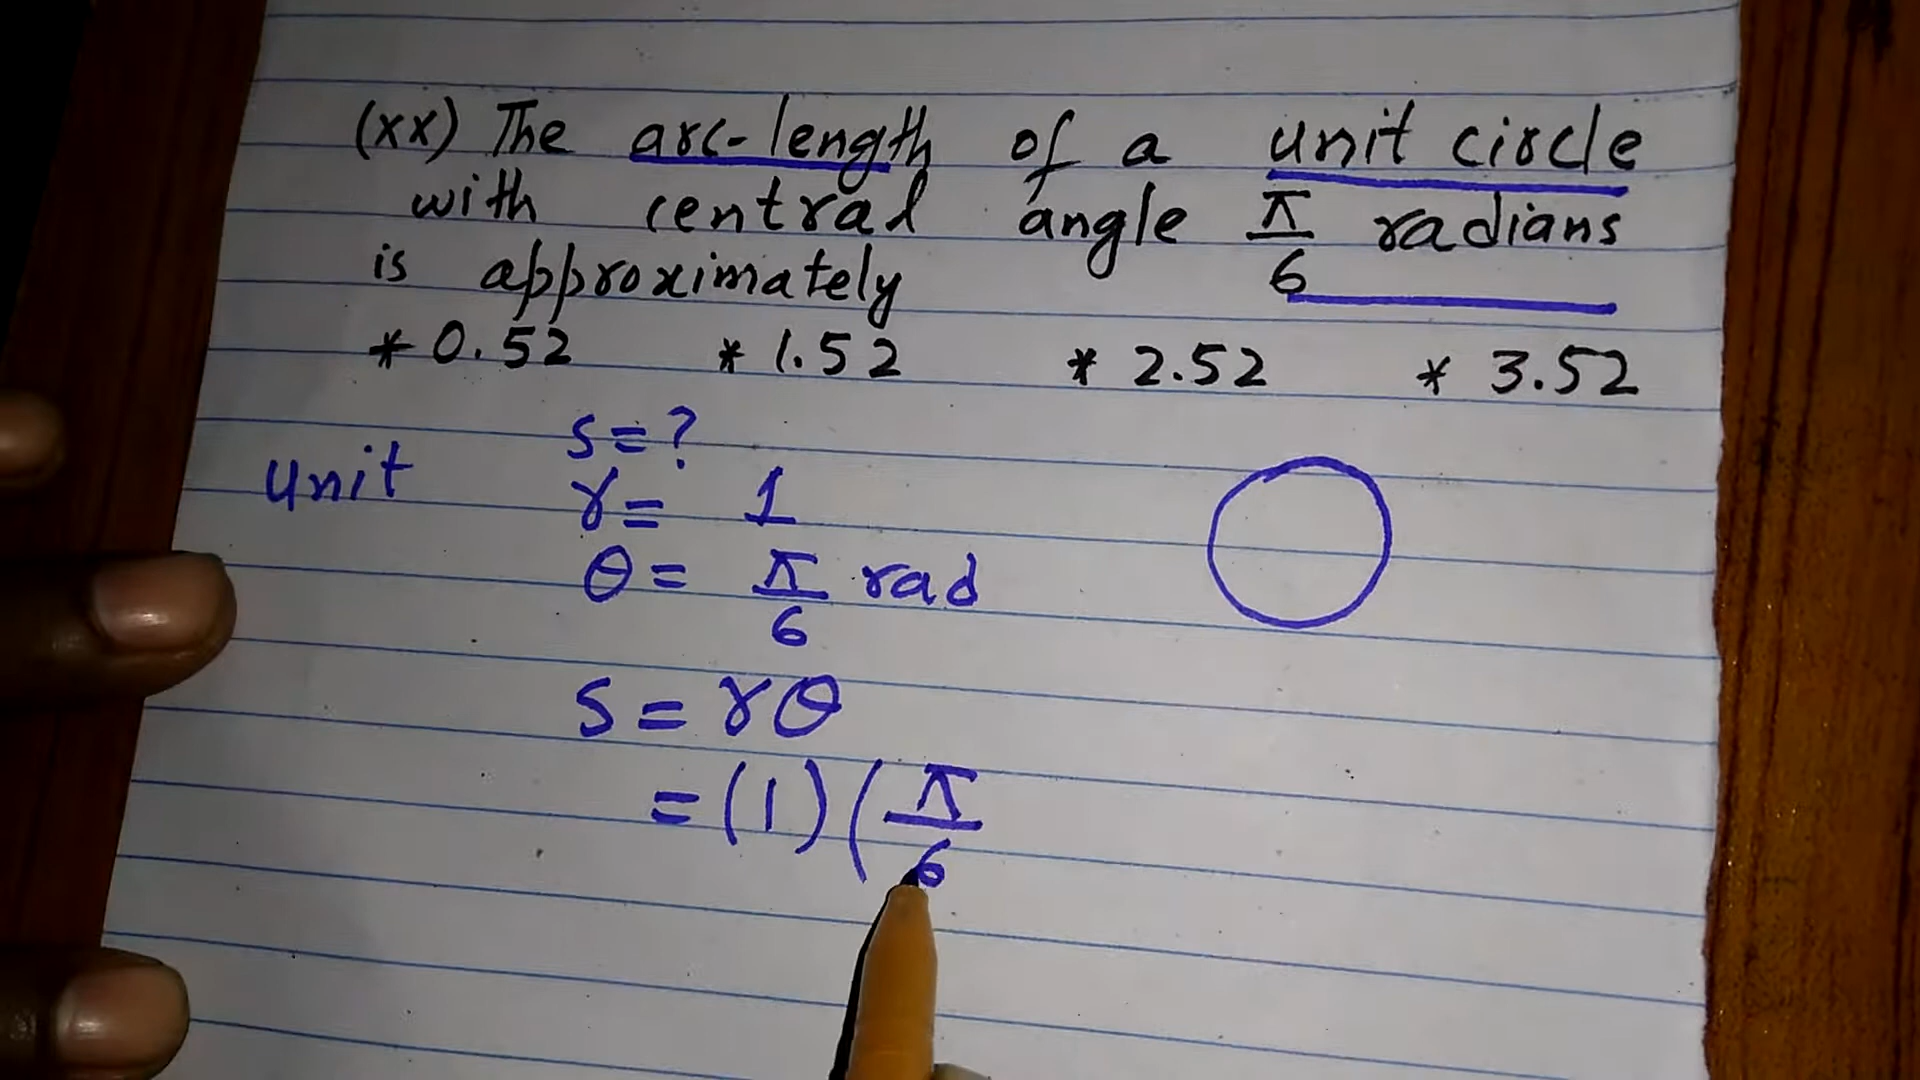 (xx) The arc-length of a unit circle
with central angle π/6 radians
is approximately
* 0.52 * 1.52 * 2.52 * 3.52
s = ?
unit r = 1
θ = π/6 rad
s = rθ
= (1) (π/6